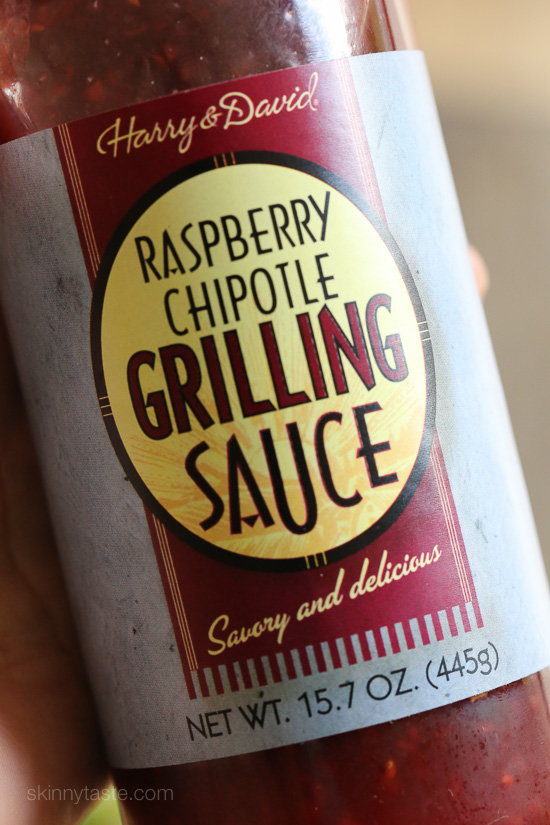 Harry & David®
RASPBERRY
CHIPOTLE
GRILLING
SAUCE
Savory and delicious
NET WT. 15.7 OZ. (445g)
skinnytaste.com